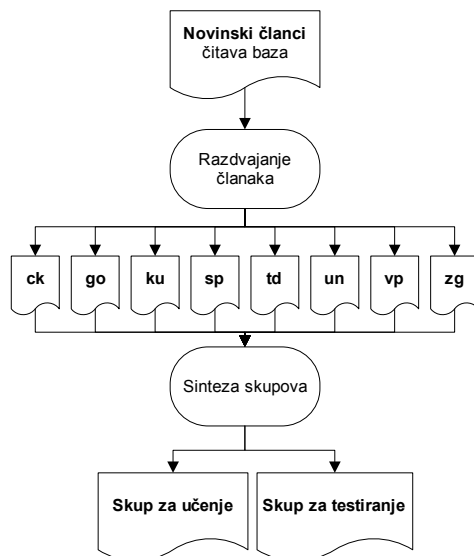 Novinski članci
čitava baza
Razdvajanje
članaka
ck go ku sp td un vp zg
Sinteza skupova
Skup za učenje Skup za testiranje